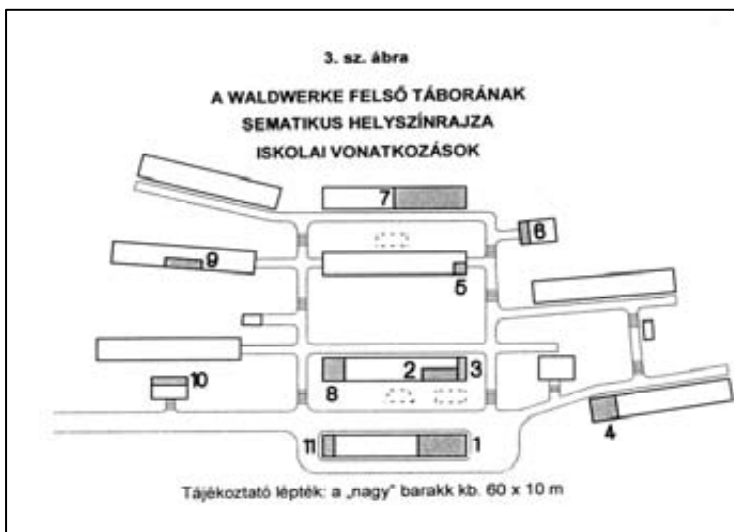 3. sz. ábra
A WALDWERKE FELSŐ TÁBORÁNAK
SEMATIKUS HELYSZÍNRAJZA
ISKOLAI VONATKOZÁSOK
7
6
9
5
2 3
10
8
4
11 1
Tájékoztató lépték: a „nagy” barakk kb. 60 x 10 m